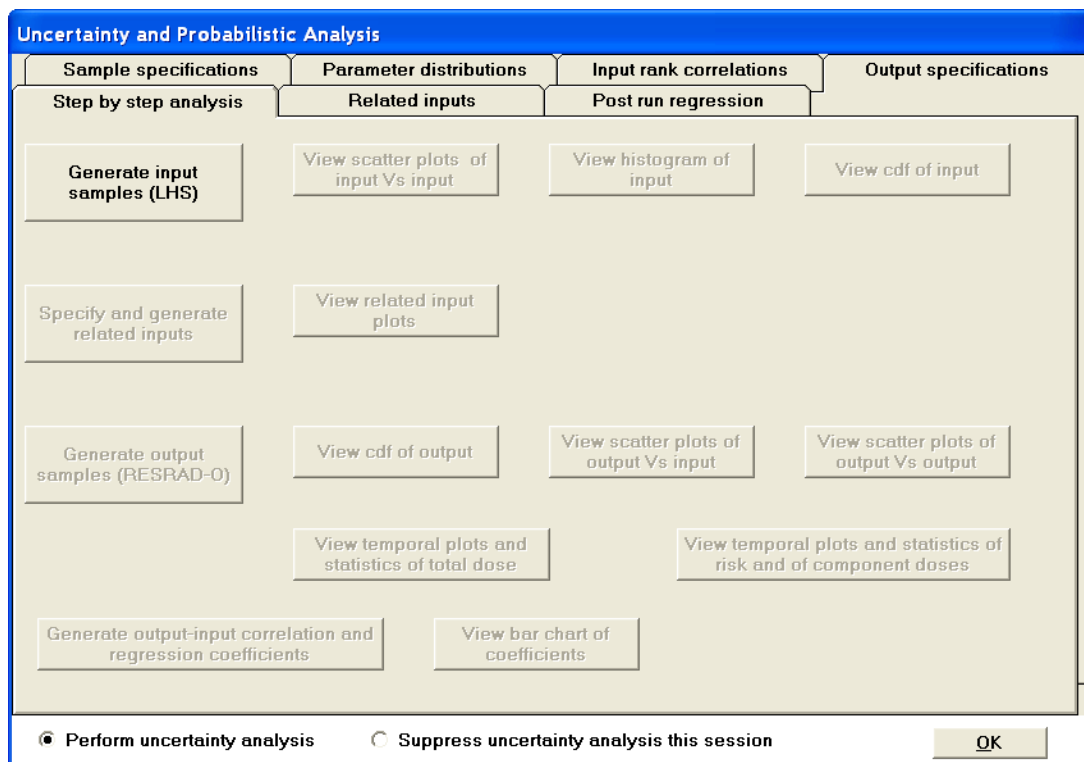 Uncertainty and Probabilistic Analysis
Sample specifications
Parameter distributions
Input rank correlations
Output specifications
Step by step analysis
Related inputs
Post run regression
Generate input
samples (LHS)
View scatter plots of
input Vs input
View histogram of
input
View cdf of input
Specify and generate
related inputs
View related input
plots
Generate output
samples (RESRAD-O)
View cdf of output
View scatter plots of
output Vs input
View scatter plots of
output Vs output
View temporal plots and
statistics of total dose
View temporal plots and statistics of
risk and of component doses
Generate output-input correlation and
regression coefficients
View bar chart of
coefficients
Perform uncertainty analysis
Suppress uncertainty analysis this session
OK